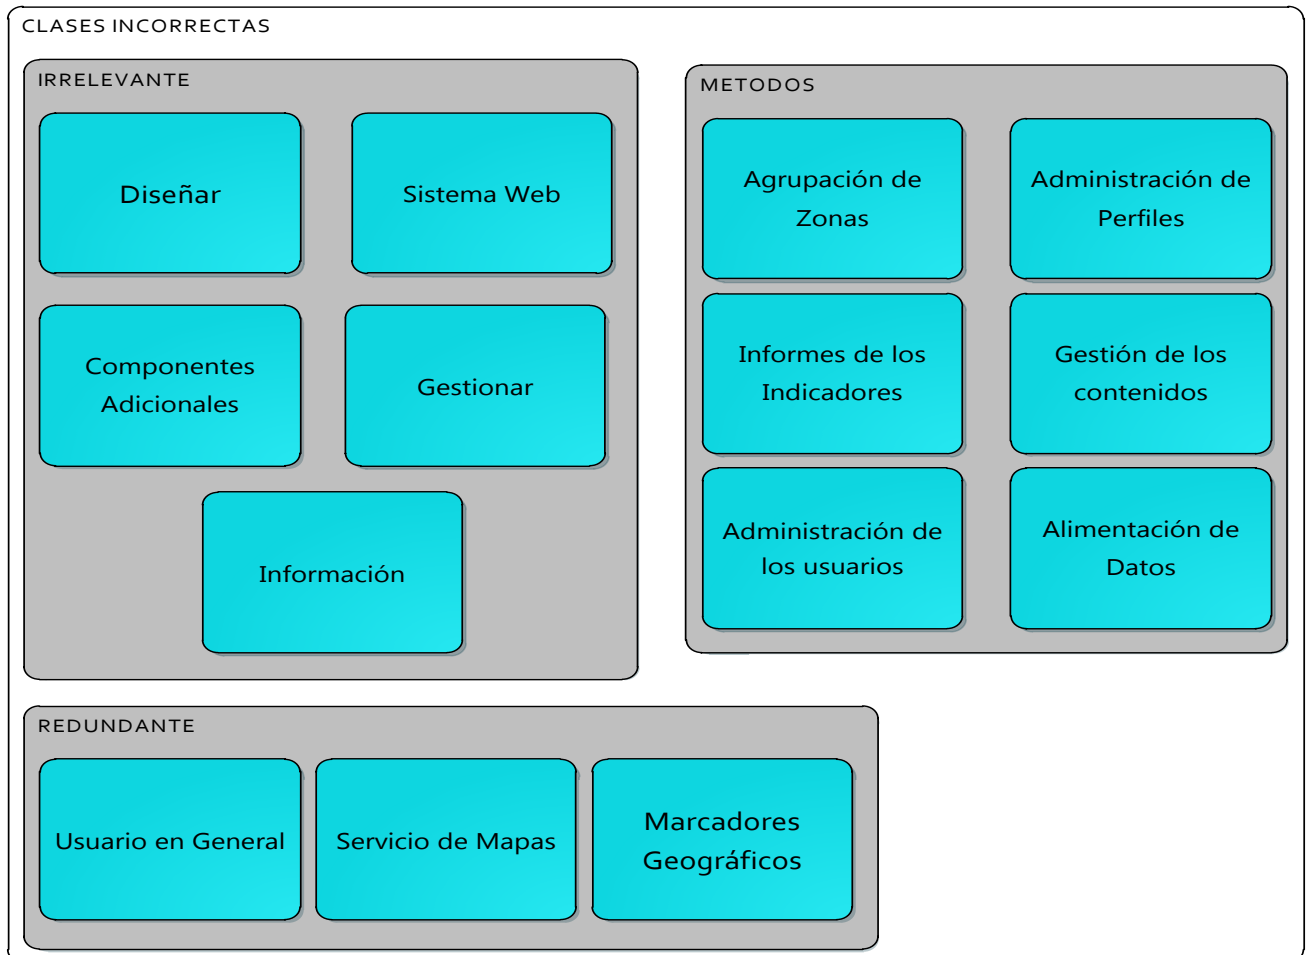 CLASES INCORRECTAS
IRRELEVANTE
Diseñar
Sistema Web
Componentes
Adicionales
Gestionar
Información
METODOS
Agrupación de
Zonas
Administración de
Perfiles
Informes de los
Indicadores
Gestión de los
contenidos
Administración de
los usuarios
Alimentación de
Datos
REDUNDANTE
Usuario en General
Servicio de Mapas
Marcadores
Geográficos